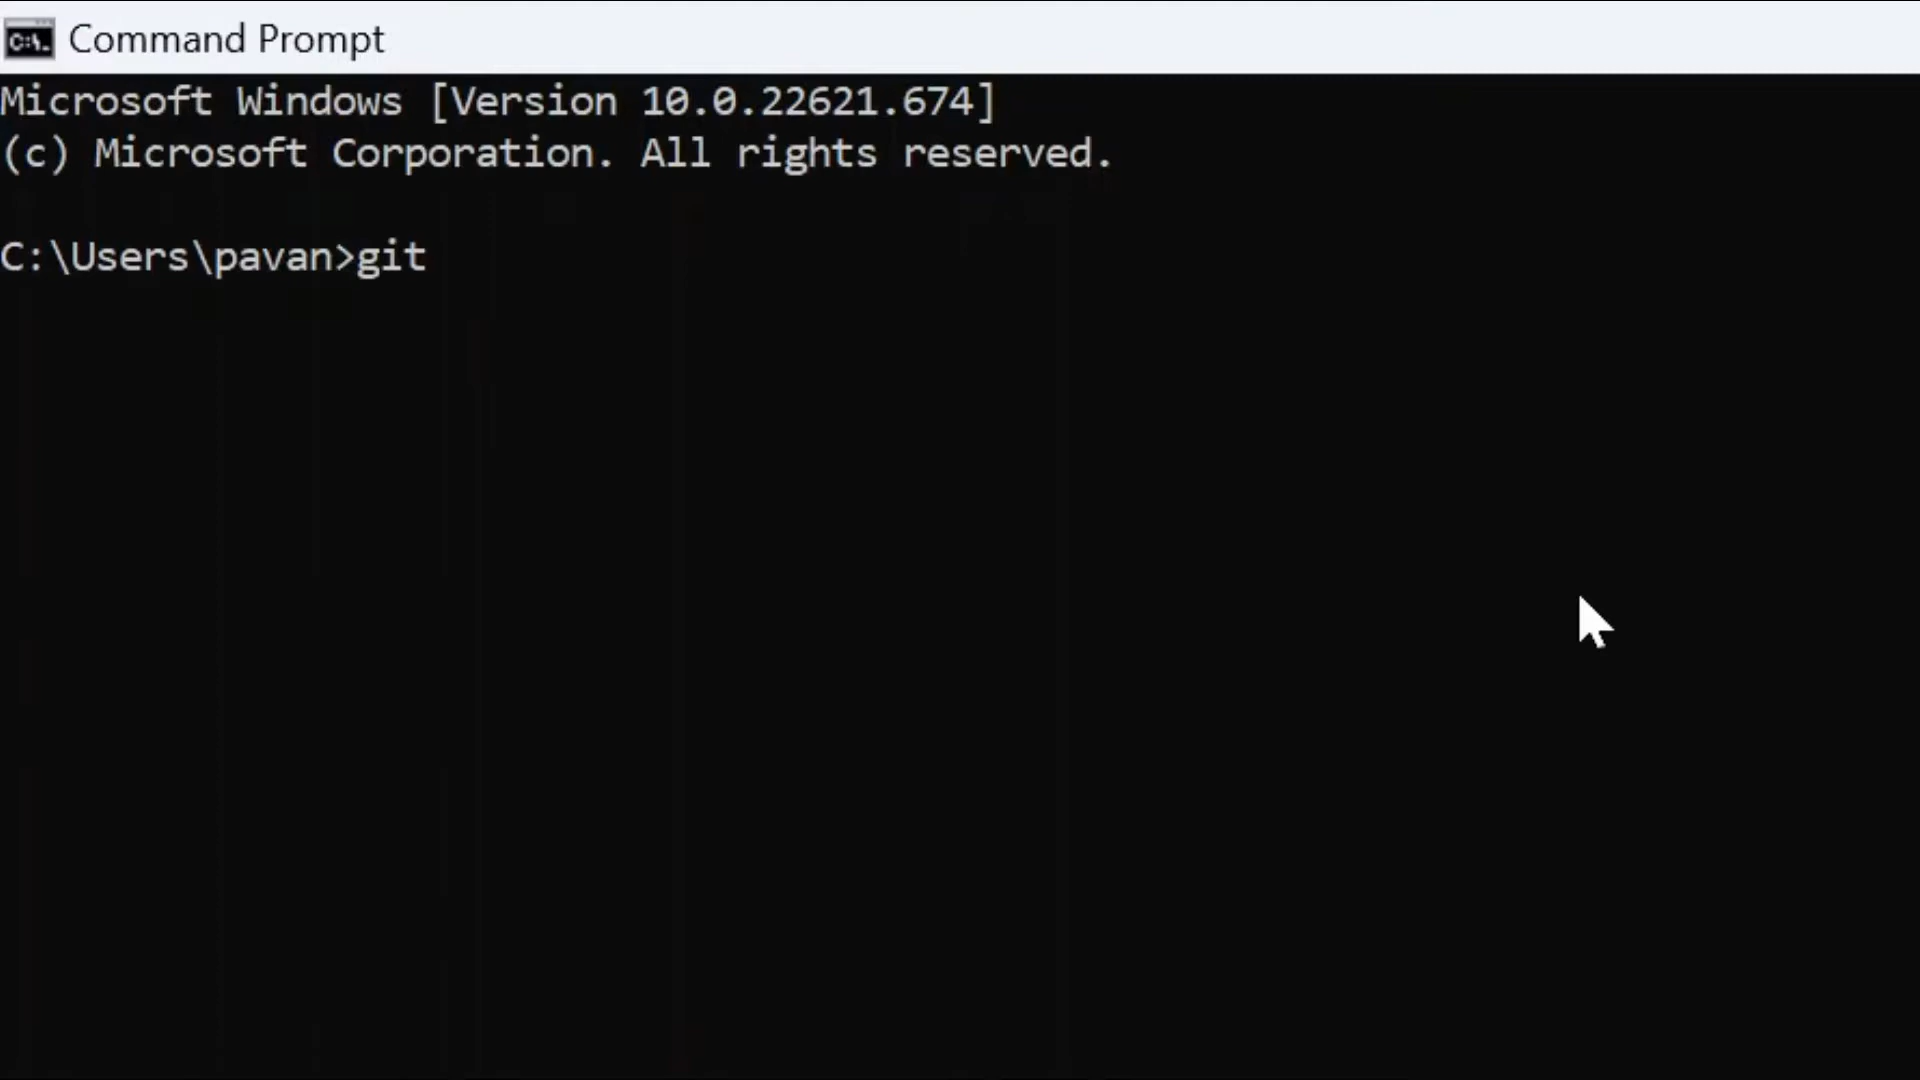 Command Prompt
Microsoft Windows [Version 10.0.22621.674]
(c) Microsoft Corporation. All rights reserved.
C:\Users\pavan>git